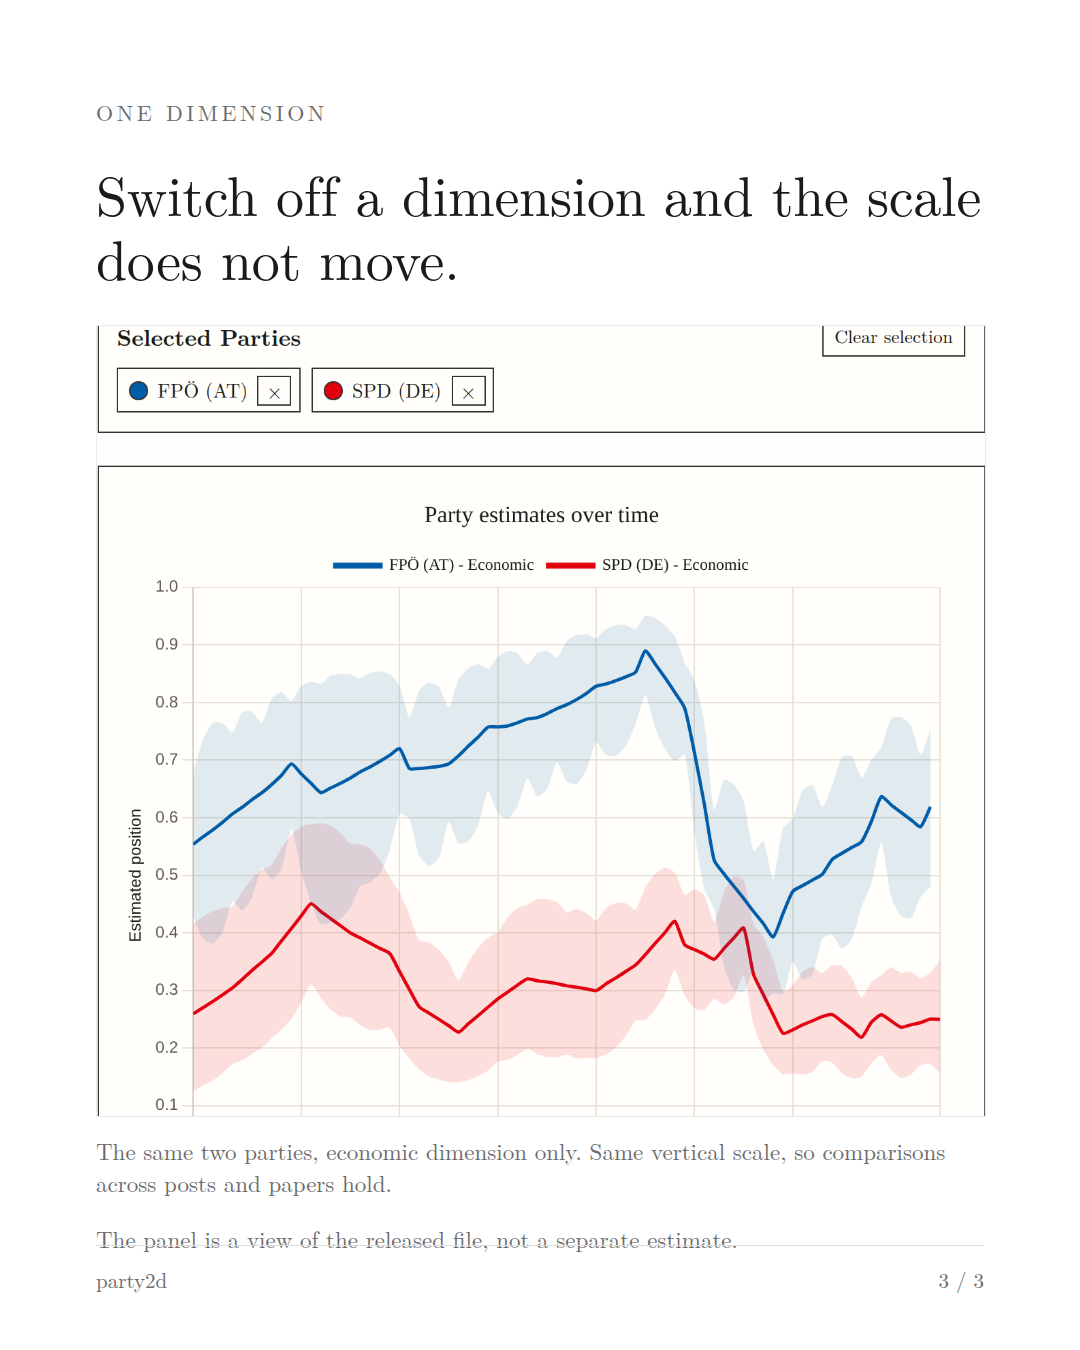 ONE DIMENSION
Switch off a dimension and the scale
does not move.
Selected Parties
Clear selection
FPÖ (AT) ×
SPD (DE) ×
Party estimates over time
FPÖ (AT) - Economic
SPD (DE) - Economic
1.0
0.9
0.8
0.7
0.6
0.5
0.4
0.3
0.2
0.1
Estimated position
The same two parties, economic dimension only. Same vertical scale, so comparisons
across posts and papers hold.
The panel is a view of the released file, not a separate estimate.
party2d
3 / 3